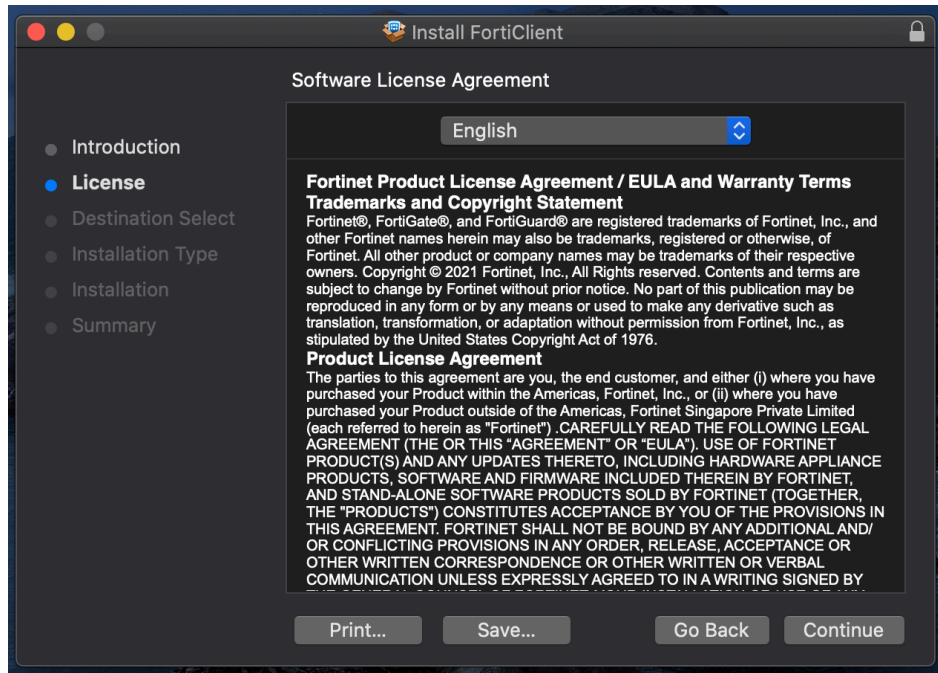 Install FortiClient
Software License Agreement
English
Introduction
License
Destination Select
Installation Type
Installation
Summary
Fortinet Product License Agreement / EULA and Warranty Terms
Trademarks and Copyright Statement
Fortinet®, FortiGate®, and FortiGuard® are registered trademarks of Fortinet, Inc., and
other Fortinet names herein may also be trademarks, registered or otherwise, of
Fortinet. All other product or company names may be trademarks of their respective
owners. Copyright © 2021 Fortinet, Inc., All Rights reserved. Contents and terms are
subject to change by Fortinet without prior notice. No part of this publication may be
reproduced in any form or by any means or used to make any derivative such as
translation, transformation, or adaptation without permission from Fortinet, Inc., as
stipulated by the United States Copyright Act of 1976.
Product License Agreement
The parties to this agreement are you, the end customer, and either (i) where you have
purchased your Product within the Americas, Fortinet, Inc., or (ii) where you have
purchased your Product outside of the Americas, Fortinet Singapore Private Limited
(each referred to herein as "Fortinet") .CAREFULLY READ THE FOLLOWING LEGAL
AGREEMENT (THE OR THIS “AGREEMENT” OR “EULA”). USE OF FORTINET
PRODUCT(S) AND ANY UPDATES THERETO, INCLUDING HARDWARE APPLIANCE
PRODUCTS, SOFTWARE AND FIRMWARE INCLUDED THEREIN BY FORTINET,
AND STAND-ALONE SOFTWARE PRODUCTS SOLD BY FORTINET (TOGETHER,
THE "PRODUCTS") CONSTITUTES ACCEPTANCE BY YOU OF THE PROVISIONS IN
THIS AGREEMENT. FORTINET SHALL NOT BE BOUND BY ANY ADDITIONAL AND/
OR CONFLICTING PROVISIONS IN ANY ORDER, RELEASE, ACCEPTANCE OR
OTHER WRITTEN CORRESPONDENCE OR OTHER WRITTEN OR VERBAL
COMMUNICATION UNLESS EXPRESSLY AGREED TO IN A WRITING SIGNED BY
Print...
Save...
Go Back
Continue